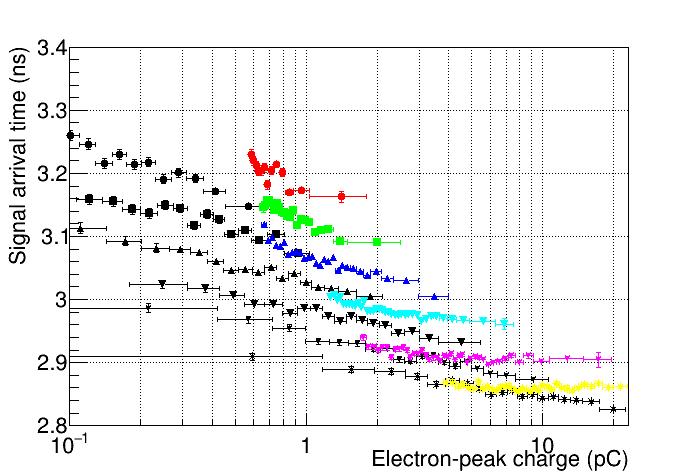 3.4
3.3
3.2
3.1
3
2.9
2.8
Signal arrival time (ns)
10⁻¹ 1 10
Electron-peak charge (pC)